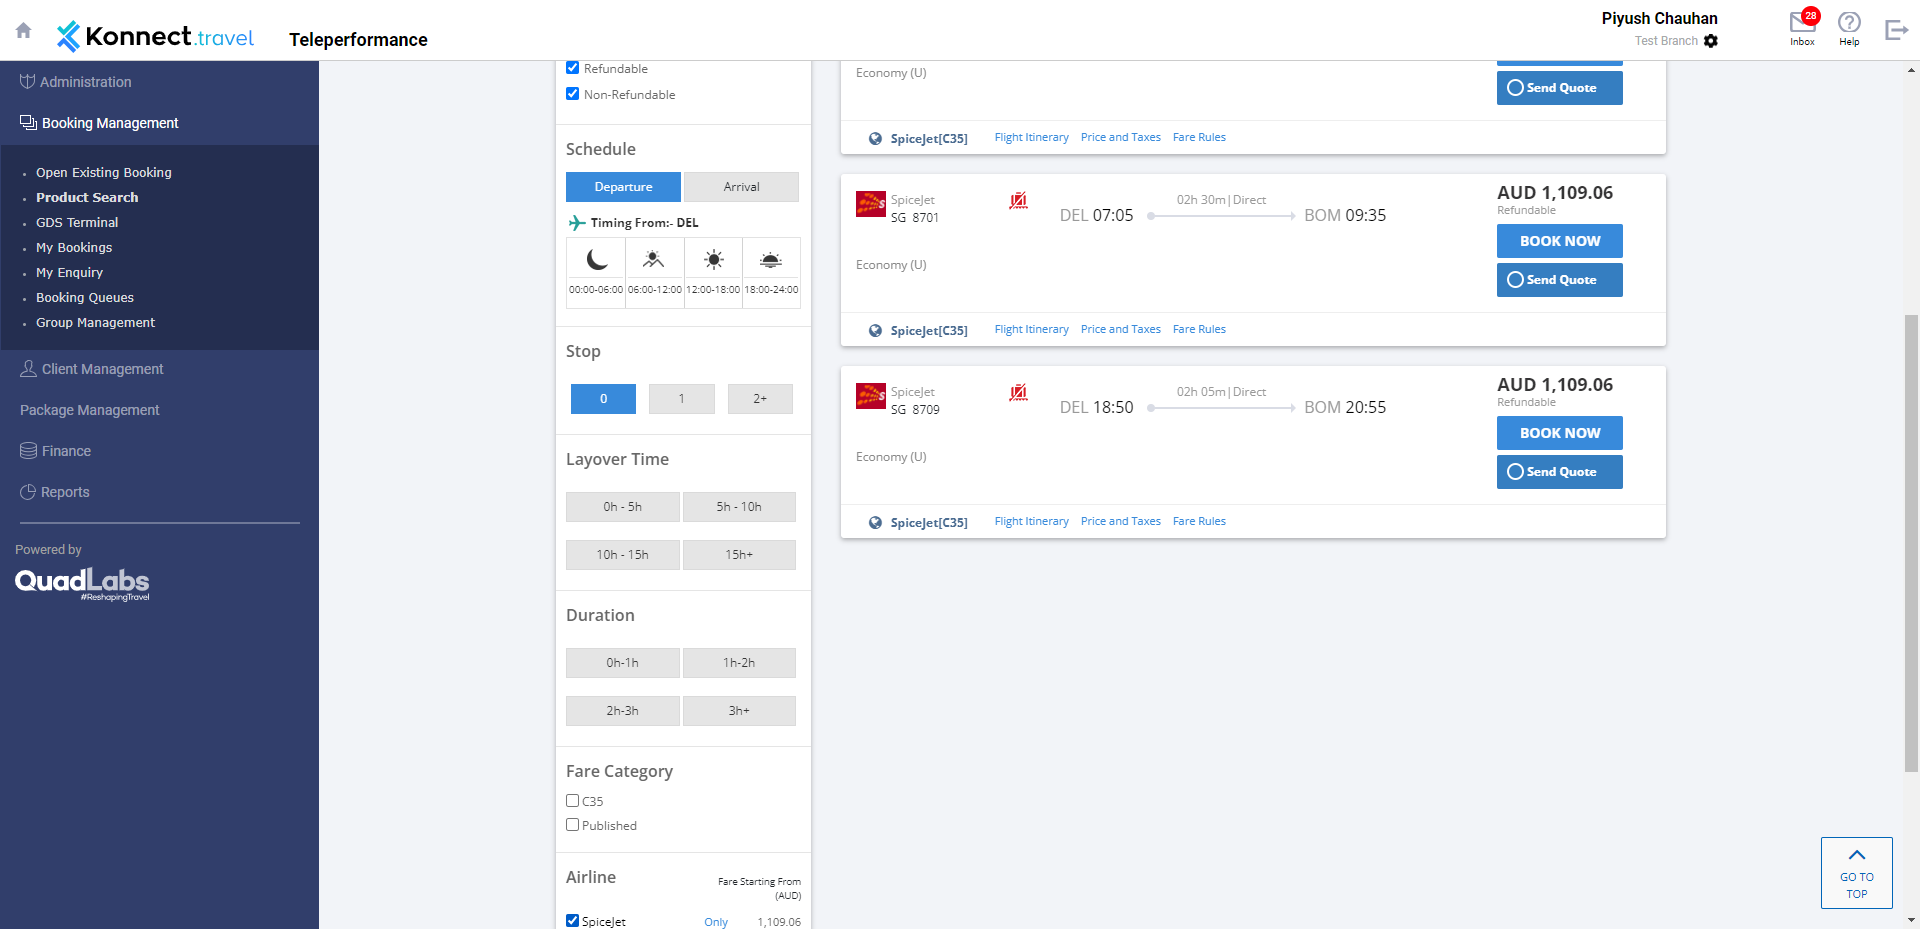 Konnect.travel
Teleperformance
Piyush Chauhan
Test Branch
28
Inbox
Help
Administration
Booking Management
Open Existing Booking
Product Search
GDS Terminal
My Bookings
My Enquiry
Booking Queues
Group Management
Client Management
Package Management
Finance
Reports
Powered by
QuadLabs
#ReshapingTravel
Refundable
Non-Refundable
Schedule
Departure Arrival
Timing From:- DEL
00:00-06:00 06:00-12:00 12:00-18:00 18:00-24:00
Stop
0 1 2+
Layover Time
0h - 5h 5h - 10h
10h - 15h 15h+
Duration
0h-1h 1h-2h
2h-3h 3h+
Fare Category
C35
Published
Airline Fare Starting From
(AUD)
SpiceJet Only 1,109.06
Economy (U)
Send Quote
SpiceJet[C35] Flight Itinerary Price and Taxes Fare Rules
SpiceJet
SG 8701
DEL 07:05
02h 30m|Direct
BOM 09:35
AUD 1,109.06
Refundable
BOOK NOW
Economy (U)
Send Quote
SpiceJet[C35] Flight Itinerary Price and Taxes Fare Rules
SpiceJet
SG 8709
DEL 18:50
02h 05m|Direct
BOM 20:55
AUD 1,109.06
Refundable
BOOK NOW
Economy (U)
Send Quote
SpiceJet[C35] Flight Itinerary Price and Taxes Fare Rules
GO TO
TOP